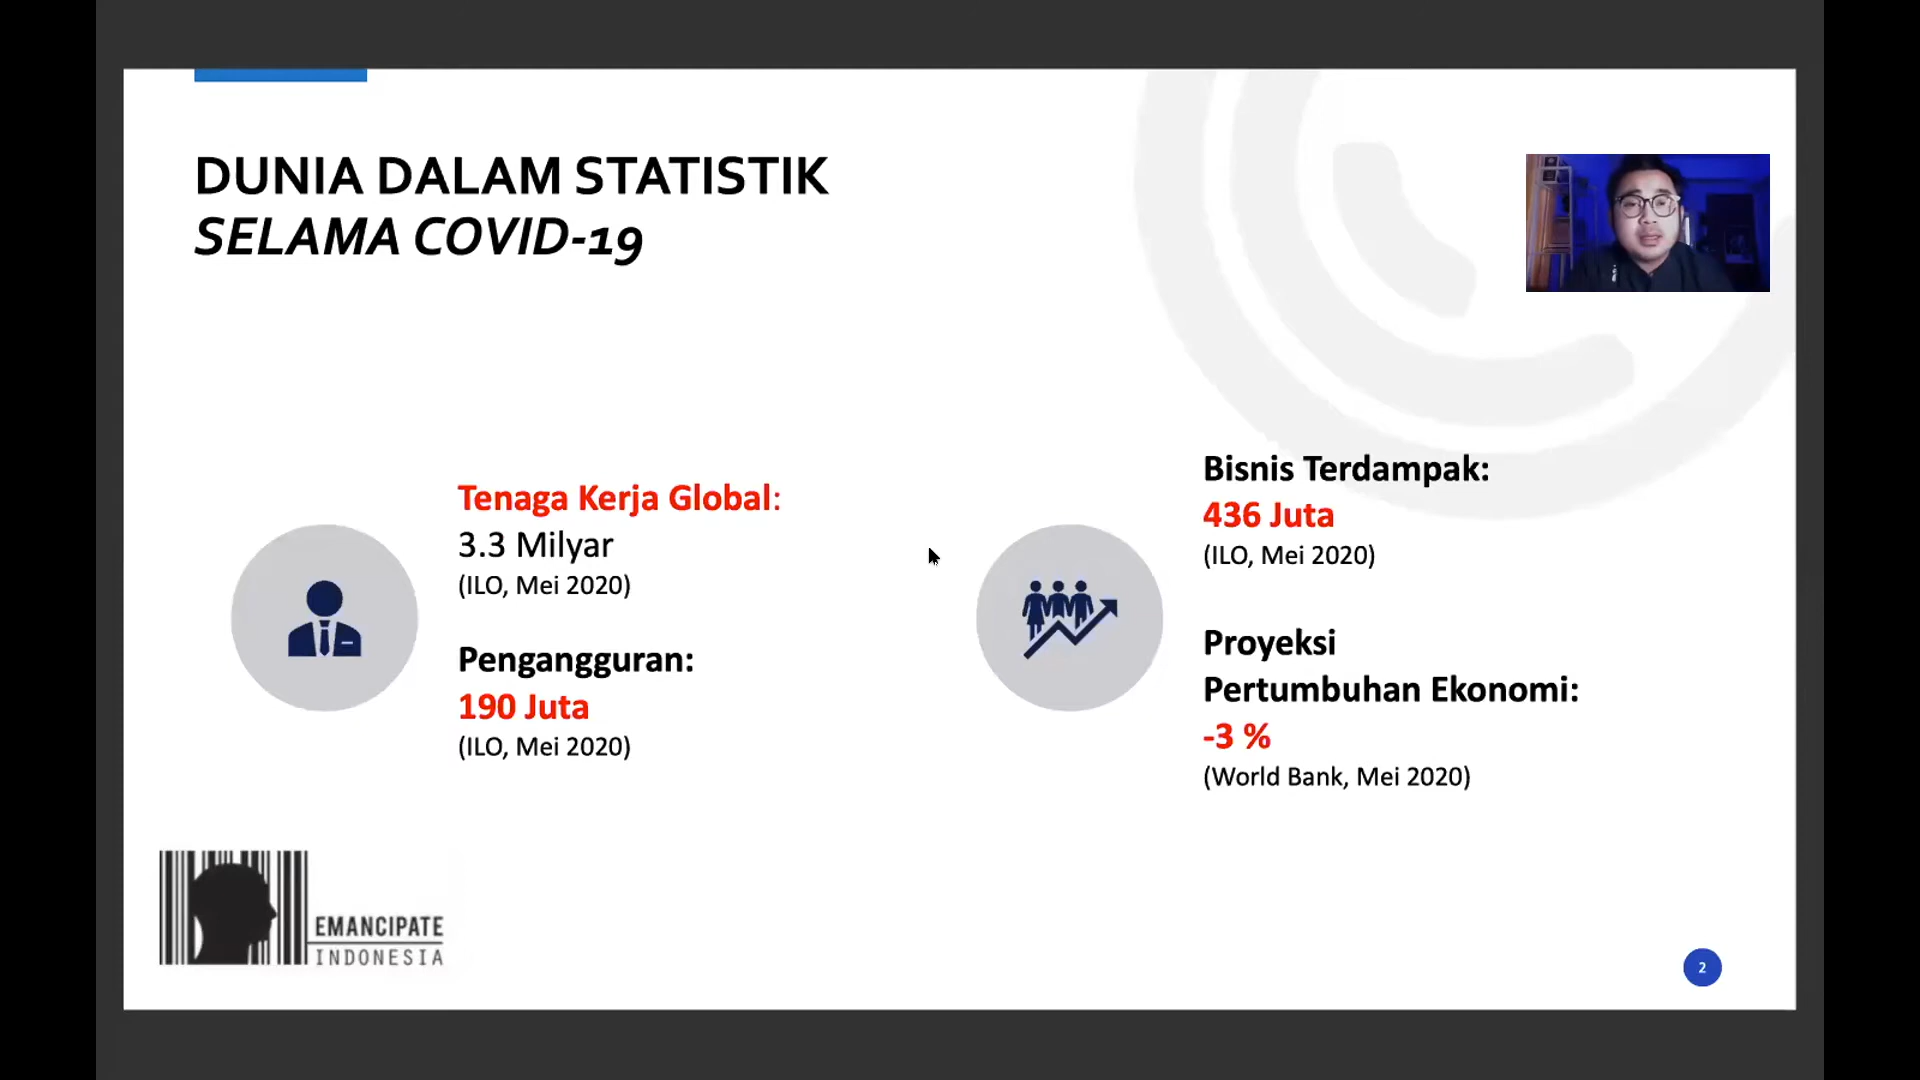 DUNIA DALAM STATISTIK
SELAMA COVID-19
Tenaga Kerja Global:
3.3 Milyar
(ILO, Mei 2020)
Pengangguran:
190 Juta
(ILO, Mei 2020)
Bisnis Terdampak:
436 Juta
(ILO, Mei 2020)
Proyeksi
Pertumbuhan Ekonomi:
-3 %
(World Bank, Mei 2020)
EMANCIPATE
INDONESIA
2